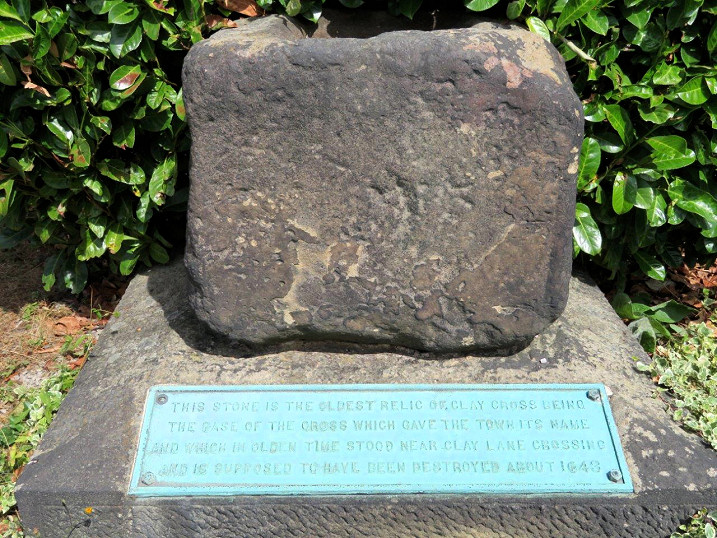 THIS STONE IS THE OLDEST RELIC OF CLAY CROSS BEING
THE BASE OF THE CROSS WHICH GAVE THE TOWN ITS NAME
AND WHICH IN OLDEN TIME STOOD NEAR CLAY LANE CROSSING
AND IS SUPPOSED TO HAVE BEEN DESTROYED ABOUT 1643